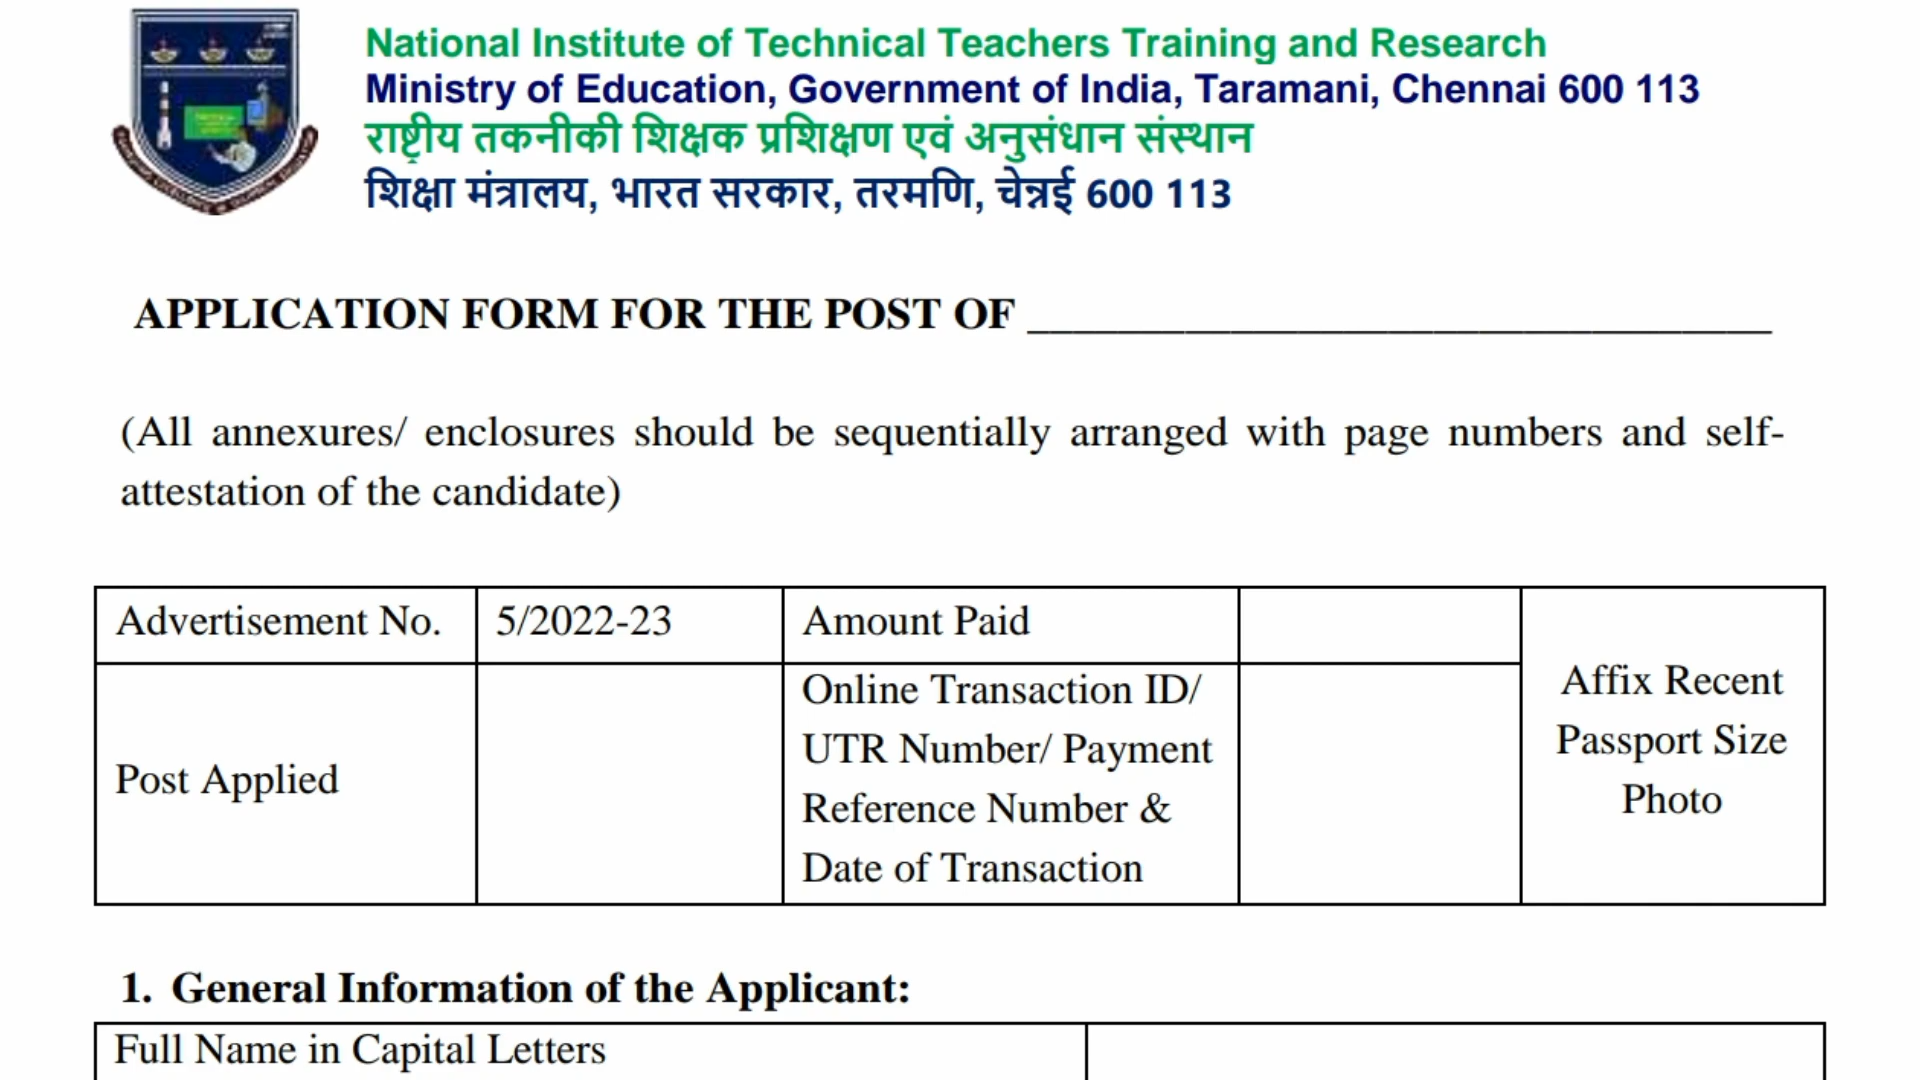 National Institute of Technical Teachers Training and Research
Ministry of Education, Government of India, Taramani, Chennai 600 113
राष्ट्रीय तकनीकी शिक्षक प्रशिक्षण एवं अनुसंधान संस्थान
शिक्षा मंत्रालय, भारत सरकार, तरमणि, चेन्नई 600 113
APPLICATION FORM FOR THE POST OF ________________________________
(All annexures/ enclosures should be sequentially arranged with page numbers and self-
attestation of the candidate)
Advertisement No. 5/2022-23 Amount Paid
Post Applied
Online Transaction ID/
UTR Number/ Payment
Reference Number &
Date of Transaction
Affix Recent
Passport Size
Photo
1. General Information of the Applicant:
Full Name in Capital Letters